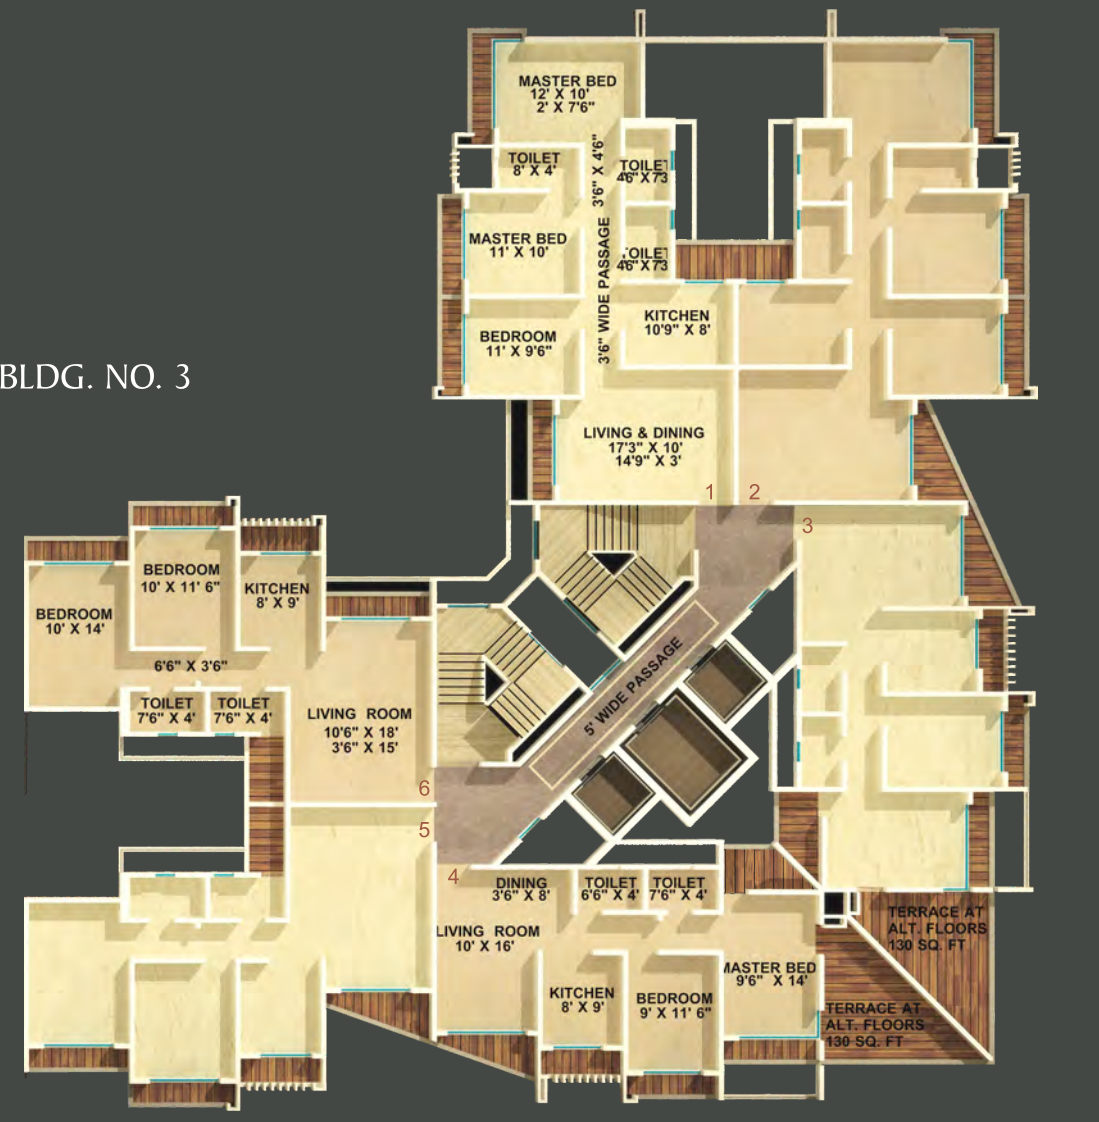 MASTER BED
12' X 10'
2' X 7'6"
TOILET
8' X 4'
3'6" X 4'6"
TOILET
4'6" X 7'3
MASTER BED
11' X 10'
3'6" WIDE PASSAGE
TOILET
4'6" X 7'3
BEDROOM
11' X 9'6"
KITCHEN
10'9" X 8'
BLDG. NO. 3
LIVING & DINING
17'3" X 10'
14'9" X 3'
1
2
3
BEDROOM
10' X 11' 6"
KITCHEN
8' X 9'
BEDROOM
10' X 14'
6'6" X 3'6"
TOILET
7'6" X 4'
TOILET
7'6" X 4'
LIVING ROOM
10'6" X 18'
3'6" X 15'
5' WIDE PASSAGE
6
5
4
DINING
3'6" X 8'
TOILET
6'6" X 4'
TOILET
7'6" X 4'
LIVING ROOM
10' X 16'
KITCHEN
8' X 9'
BEDROOM
9' X 11' 6"
MASTER BED
9'6" X 14'
TERRACE AT
ALT. FLOORS
130 SQ. FT
TERRACE AT
ALT. FLOORS
130 SQ. FT